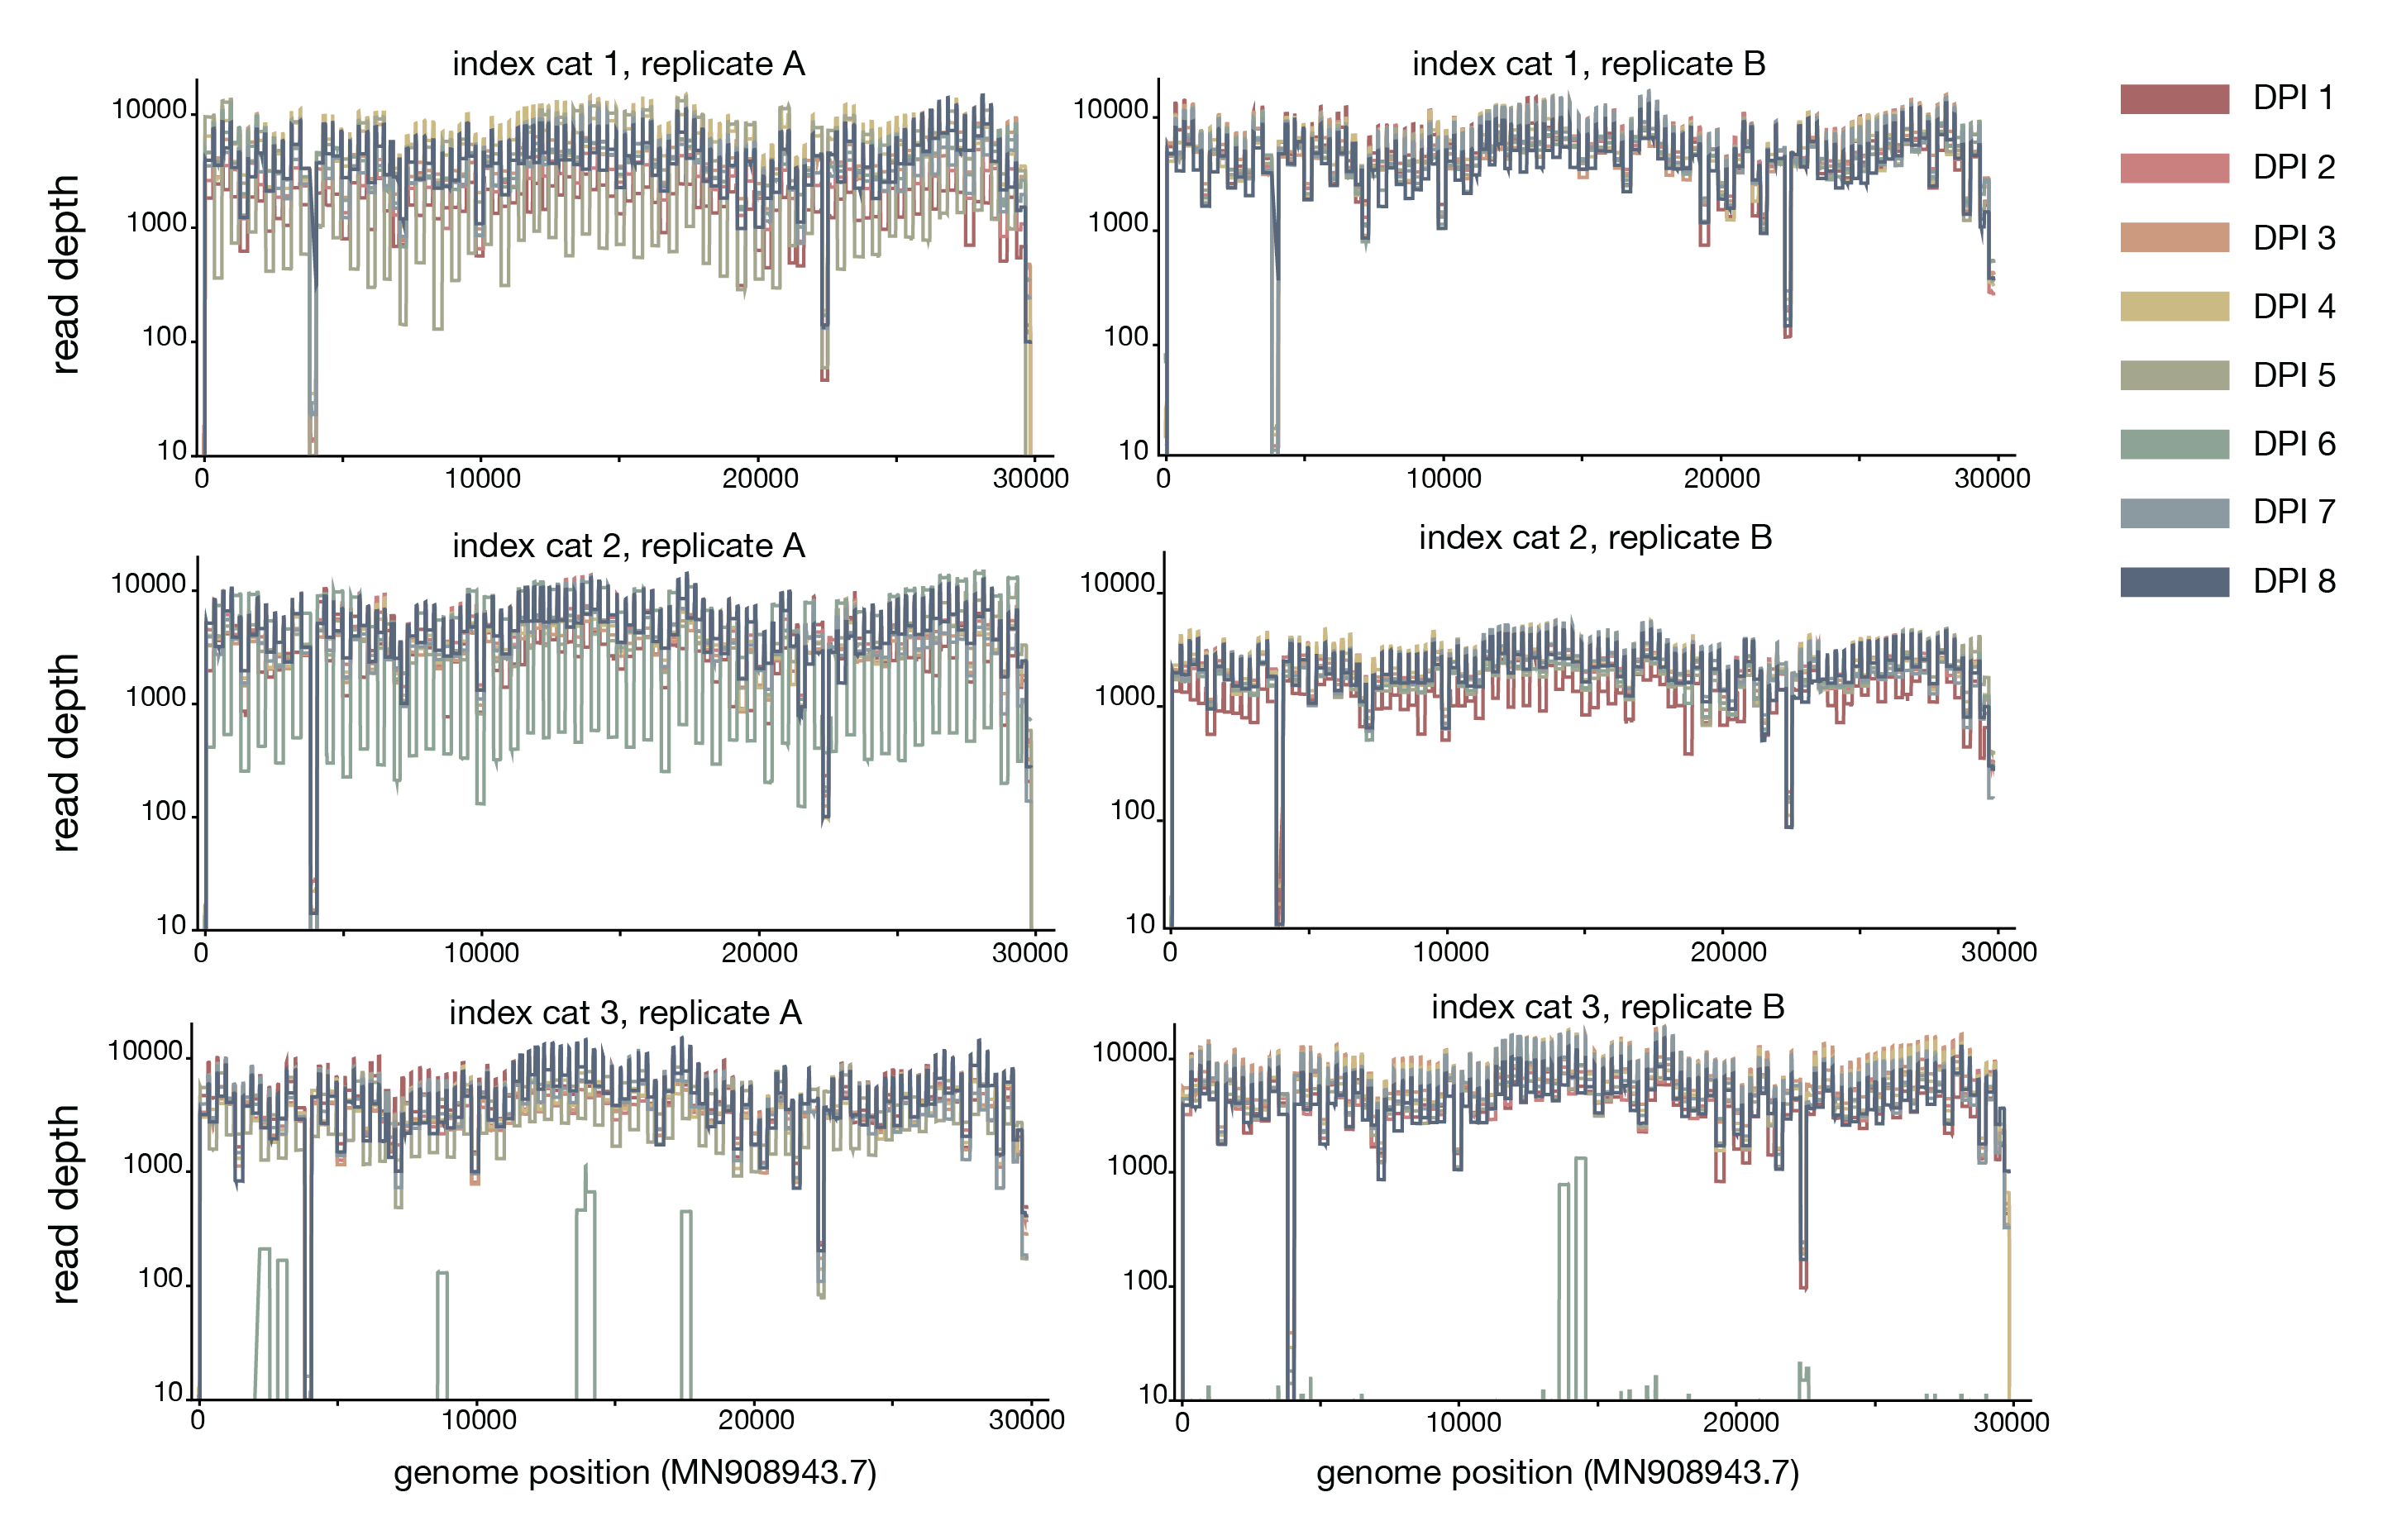 index cat 1, replicate A
read depth
10000
1000
100
10
0 10000 20000 30000
index cat 1, replicate B
10000
1000
100
10
0 10000 20000 30000
DPI 1
DPI 2
DPI 3
DPI 4
DPI 5
DPI 6
DPI 7
DPI 8
index cat 2, replicate A
read depth
10000
1000
100
10
0 10000 20000 30000
index cat 2, replicate B
10000
1000
100
10
0 10000 20000 30000
index cat 3, replicate A
read depth
10000
1000
100
10
0 10000 20000 30000
genome position (MN908943.7)
index cat 3, replicate B
10000
1000
100
10
0 10000 20000 30000
genome position (MN908943.7)